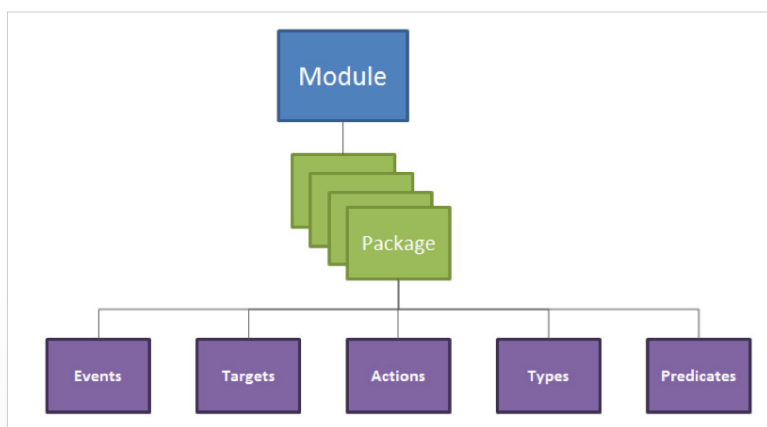 Module
Package
Events
Targets
Actions
Types
Predicates